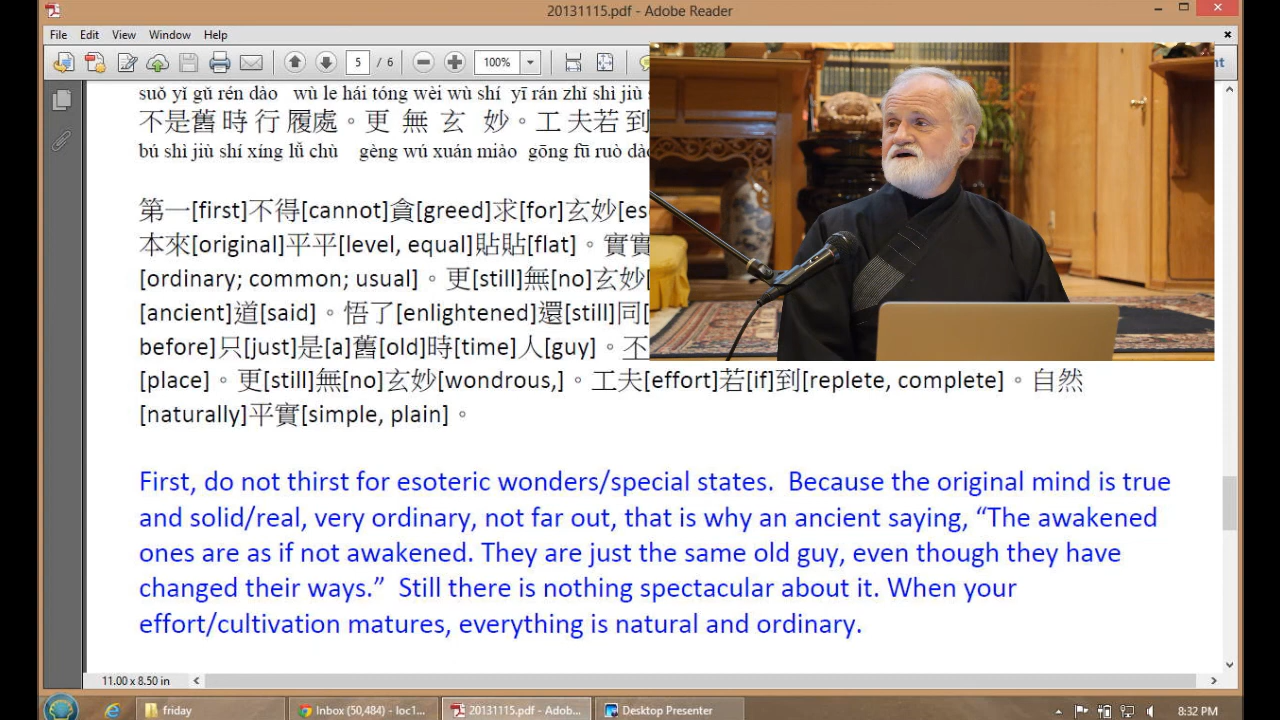 20131115.pdf - Adobe Reader
File Edit View Window Help
5 / 6 100%
suǒ yǐ gǔ rén dào wù le hái tóng wèi wù shí yī rán zhǐ shì jiù
不是舊時行履處。更無玄妙。工夫若到
bú shì jiù shí xíng lǚ chù gèng wú xuán miào gōng fū ruò dào
第一[first]不得[cannot]貪[greed]求[for]玄妙[es
本來[original]平平[level, equal]貼貼[flat]。實實
[ordinary; common; usual]。更[still]無[no]玄妙[
[ancient]道[said]。悟了[enlightened]還[still]同[
before]只[just]是[a]舊[old]時[time]人[guy]。不
[place]。更[still]無[no]玄妙[wondrous,]。工夫[effort]若[if]到[replete, complete]。自然
[naturally]平實[simple, plain]。
First, do not thirst for esoteric wonders/special states. Because the original mind is true
and solid/real, very ordinary, not far out, that is why an ancient saying, “The awakened
ones are as if not awakened. They are just the same old guy, even though they have
changed their ways.” Still there is nothing spectacular about it. When your
effort/cultivation matures, everything is natural and ordinary.
11.00 x 8.50 in
friday Inbox (50,484) - loc1... 20131115.pdf - Adob... Desktop Presenter 8:32 PM